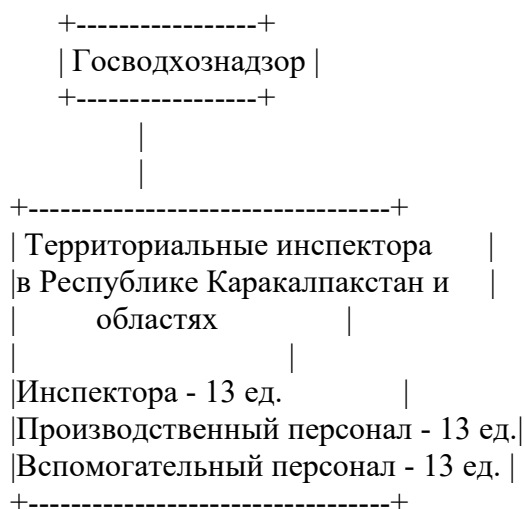 +-----------------+
| Госводхознадзор |
+-----------------+
|
|
+----------------------------------+
| Территориальные инспектора |
|в Республике Каракалпакстан и |
| областях |
| |
|Инспектора - 13 ед. |
|Производственный персонал - 13 ед.|
|Вспомогательный персонал - 13 ед. |
+----------------------------------+